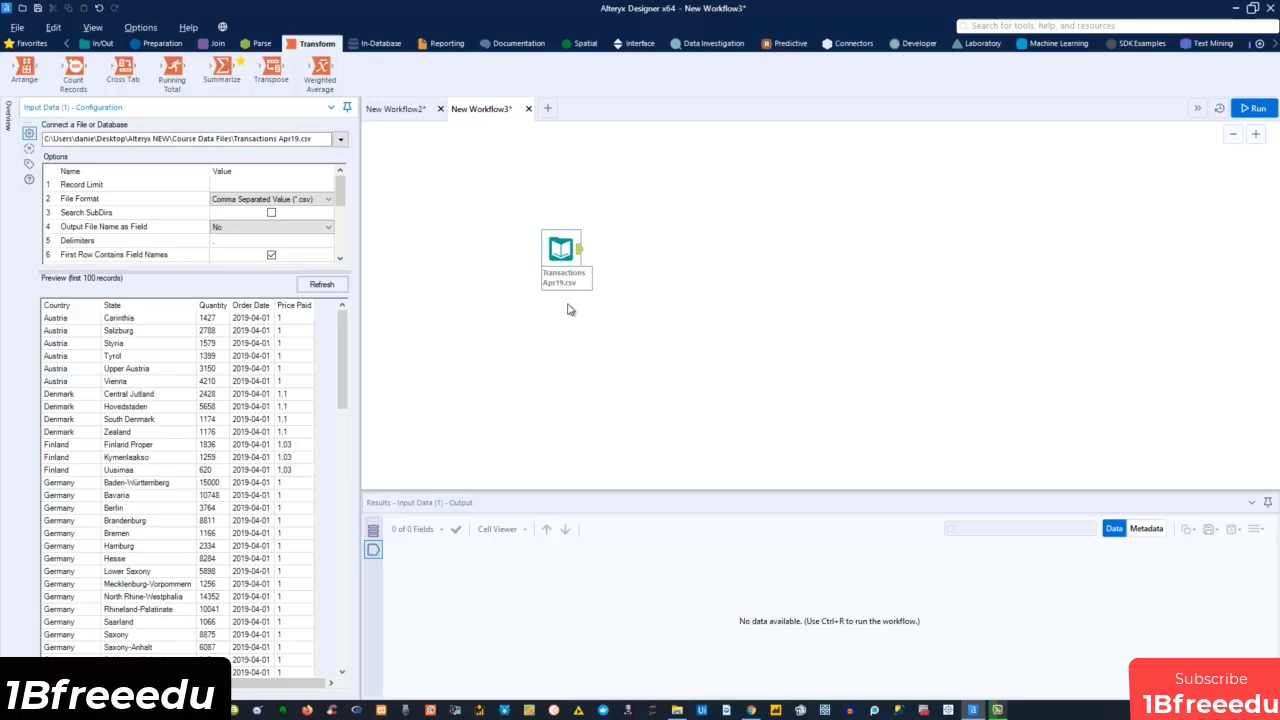 Alteryx Designer x64 - New Workflow3*
File Edit View Options Help
Search for tools, help, and resources
Favorites In/Out Preparation Join Parse Transform In-Database Reporting Documentation Spatial Interface Data Investigation Predictive Connectors Developer Laboratory Machine Learning SDK Examples Text Mining
Arrange Count Records Cross Tab Running Total Summarize Transpose Weighted Average
Overview
Input Data (1) - Configuration
New Workflow2* New Workflow3* Run
Connect a File or Database
C:\Users\danie\Desktop\Alteryx NEW\Course Data Files\Transactions Apr19.csv
Options
Name Value
1 Record Limit
2 File Format Comma Separated Value (*.csv)
3 Search SubDirs
4 Output File Name as Field No
5 Delimiters ,
6 First Row Contains Field Names
Preview (first 100 records)
Refresh
Country State Quantity Order Date Price Paid
Austria Carinthia 1427 2019-04-01 1
Austria Salzburg 2788 2019-04-01 1
Austria Styria 1579 2019-04-01 1
Austria Tyrol 1399 2019-04-01 1
Austria Upper Austria 3150 2019-04-01 1
Austria Vienna 4210 2019-04-01 1
Denmark Central Jutland 2428 2019-04-01 1,1
Denmark Hovedstaden 5658 2019-04-01 1,1
Denmark South Denmark 1174 2019-04-01 1,1
Denmark Zealand 1176 2019-04-01 1,1
Finland Finland Proper 1836 2019-04-01 1,03
Finland Kymenlaakso 1259 2019-04-01 1,03
Finland Uusimaa 620 2019-04-01 1,03
Germany Baden-Württemberg 15000 2019-04-01 1
Germany Bavaria 10748 2019-04-01 1
Germany Berlin 3764 2019-04-01 1
Germany Brandenburg 8811 2019-04-01 1
Germany Bremen 1166 2019-04-01 1
Germany Hamburg 2334 2019-04-01 1
Germany Hesse 8284 2019-04-01 1
Germany Lower Saxony 5898 2019-04-01 1
Germany Mecklenburg-Vorpommern 1256 2019-04-01 1
Germany North Rhine-Westphalia 14352 2019-04-01 1
Germany Rhineland-Palatinate 10041 2019-04-01 1
Germany Saarland 1066 2019-04-01 1
Germany Saxony 8875 2019-04-01 1
Germany Saxony-Anhalt 6087 2019-04-01 1
2019-04-01 1
2019-04-01 1
Transactions
Apr19.csv
Results - Input Data (1) - Output
0 of 0 Fields Cell Viewer Data Metadata
No data available. (Use Ctrl+R to run the workflow.)
1Bfreeedu
Subscribe
1Bfreeedu